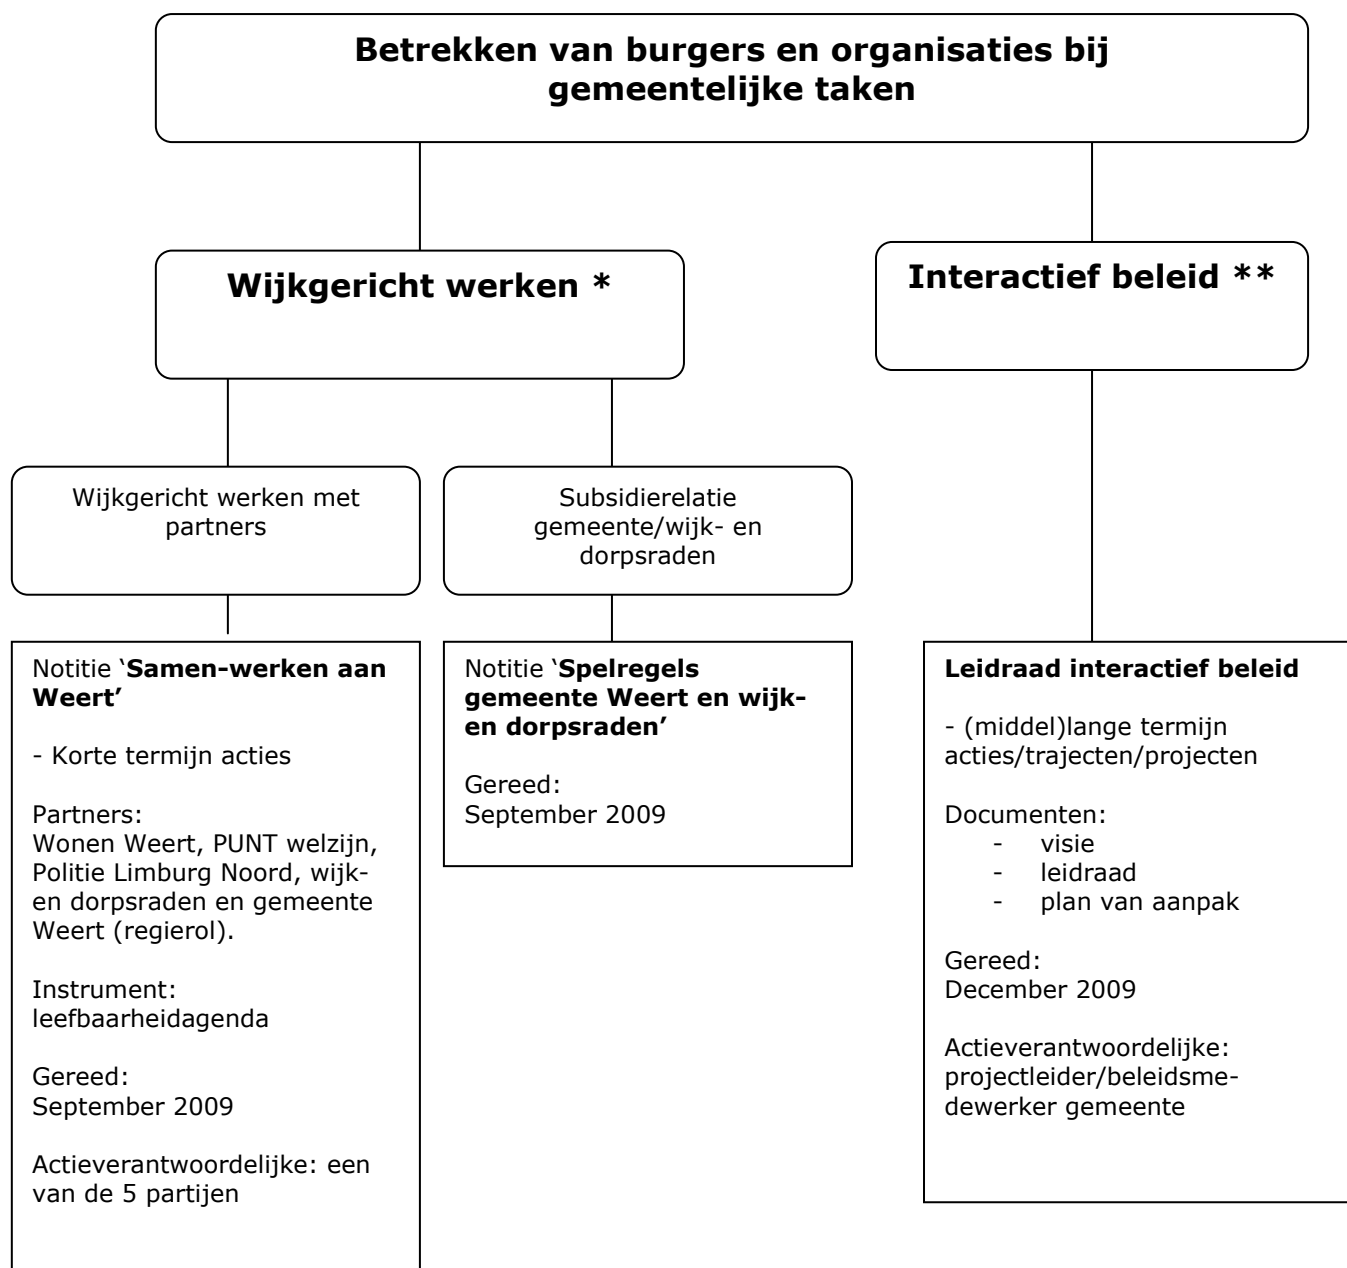 Betrekken van burgers en organisaties bij
gemeentelijke taken
Wijkgericht werken *
Interactief beleid **
Wijkgericht werken met
partners
Subsidierelatie
gemeente/wijk- en
dorpsraden
Notitie ‘Samen-werken aan
Weert’
- Korte termijn acties
Partners:
Wonen Weert, PUNT welzijn,
Politie Limburg Noord, wijk-
en dorpsraden en gemeente
Weert (regierol).
Instrument:
leefbaarheidagenda
Gereed:
September 2009
Actieverantwoordelijke: een
van de 5 partijen
Notitie ‘Spelregels
gemeente Weert en wijk-
en dorpsraden’
Gereed:
September 2009
Leidraad interactief beleid
- (middel)lange termijn
acties/trajecten/projecten
Documenten:
- visie
- leidraad
- plan van aanpak
Gereed:
December 2009
Actieverantwoordelijke:
projectleider/beleidsme-
dewerker gemeente